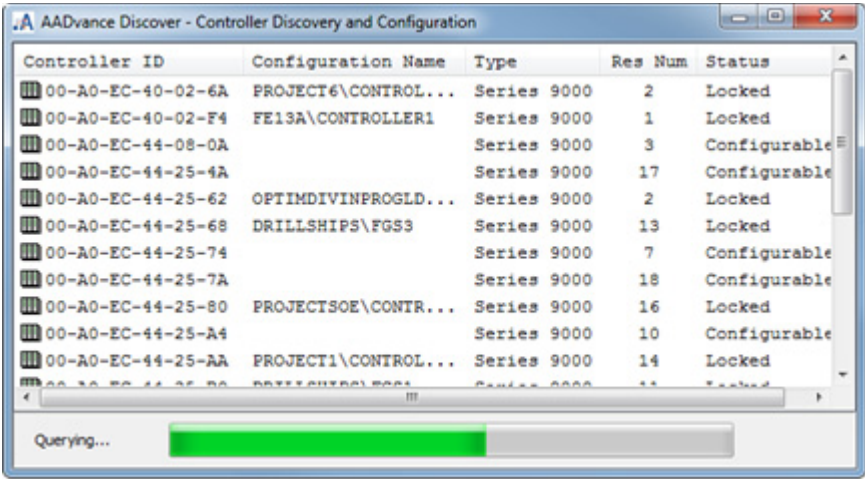 AADvance Discover - Controller Discovery and Configuration
Controller ID Configuration Name Type Res Num Status
00-A0-EC-40-02-6A PROJECT6\CONTROL... Series 9000 2 Locked
00-A0-EC-40-02-F4 FE13A\CONTROLLER1 Series 9000 1 Locked
00-A0-EC-44-08-0A Series 9000 3 Configurable
00-A0-EC-44-25-4A Series 9000 17 Configurable
00-A0-EC-44-25-62 OPTIMDIVINPROGLD... Series 9000 2 Locked
00-A0-EC-44-25-68 DRILLSHIPS\FGS3 Series 9000 13 Locked
00-A0-EC-44-25-74 Series 9000 7 Configurable
00-A0-EC-44-25-7A Series 9000 18 Configurable
00-A0-EC-44-25-80 PROJECTSOE\CONTR... Series 9000 16 Locked
00-A0-EC-44-25-A4 Series 9000 10 Configurable
00-A0-EC-44-25-AA PROJECT1\CONTROL... Series 9000 14 Locked
Querying...